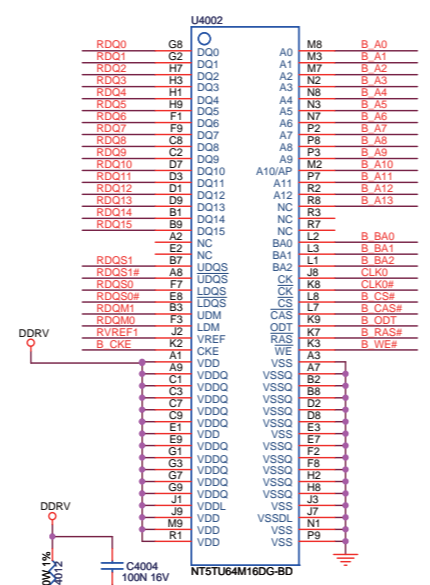 U4002
RDQ0 G8 DQ0 A0 M8 B_A0
RDQ1 G2 DQ1 A1 M3 B_A1
RDQ2 H7 DQ2 A2 M7 B_A2
RDQ3 H3 DQ3 A3 N2 B_A3
RDQ4 H1 DQ4 A4 N8 B_A4
RDQ5 H9 DQ5 A5 N3 B_A5
RDQ6 F1 DQ6 A6 N7 B_A6
RDQ7 F9 DQ7 A7 P2 B_A7
RDQ8 C8 DQ8 A8 P8 B_A8
RDQ9 C2 DQ9 A9 P3 B_A9
RDQ10 D7 DQ10 A10/AP M2 B_A10
RDQ11 D3 DQ11 A11 P7 B_A11
RDQ12 D1 DQ12 A12 R2 B_A12
RDQ13 D9 DQ13 NC R8 B_A13
RDQ14 B1 DQ14 NC R3
RDQ15 B9 DQ15 NC R7
A2 NC BA0 L2 B_BA0
E2 NC BA1 L3 B_BA1
RDQS1 B7 UDQS BA2 L1 B_BA2
RDQS1# A8 UDQS CK J8 CLK0
RDQS0 F7 LDQS CK K8 CLK0#
RDQS0# E8 LDQS CS L8 B_CS#
RDQM1 B3 UDM CAS L7 B_CAS#
RDQM0 F3 LDM ODT K9 B_ODT
RVREF1 J2 VREF RAS K7 B_RAS#
B_CKE K2 CKE WE K3 B_WE#
DDRV
A1 VDD VSS A3
A9 VDDQ VSSQ A7
C1 VDDQ VSSQ B2
C3 VDDQ VSSQ B8
C7 VDDQ VSSQ D2
C9 VDDQ VSSQ D8
E1 VDD VSS E3
E9 VDDQ VSSQ E7
G1 VDDQ VSSQ F2
G3 VDDQ VSSQ F8
G7 VDDQ VSSQ H2
G9 VDDQ VSSQ H8
J1 VDDL VSS J3
J9 VDD VSSDL J7
M9 VDD VSS N1
R1 VDD VSS P9
NT5TU64M16DG-BD
DDRV
C4004
100N 16V
1%